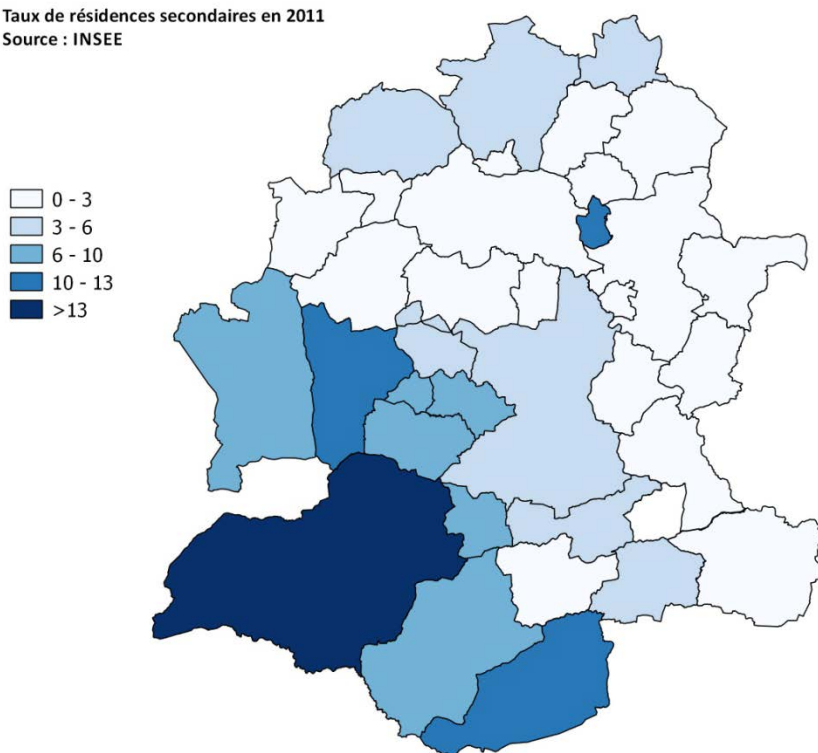 Taux de résidences secondaires en 2011
Source : INSEE
0 - 3
3 - 6
6 - 10
10 - 13
>13